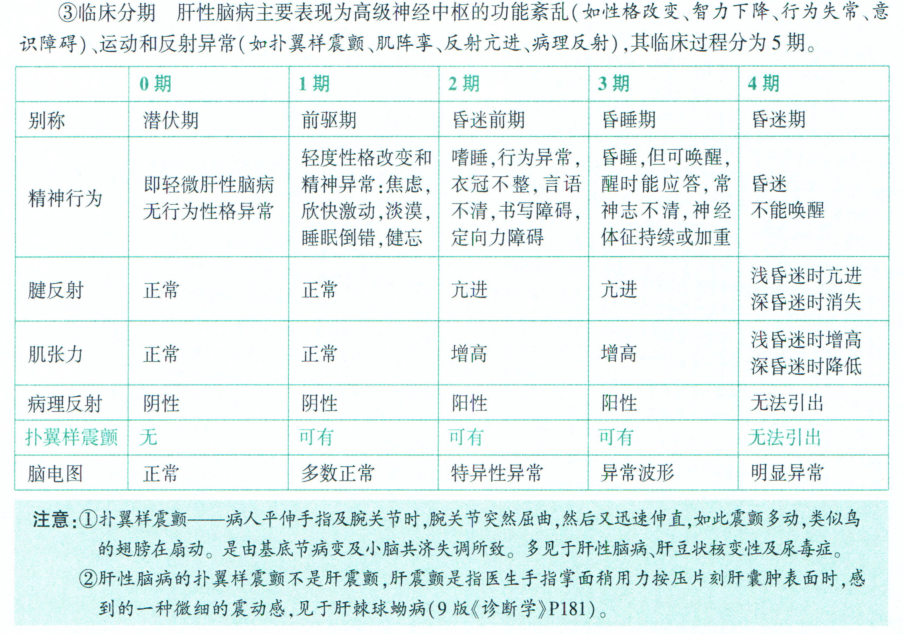 ③临床分期　肝性脑病主要表现为高级神经中枢的功能紊乱(如性格改变、智力下降、行为失常、意
识障碍)、运动和反射异常(如扑翼样震颤、肌阵挛、反射亢进、病理反射),其临床过程分为5期。
0期 1期 2期 3期 4期
别称 潜伏期 前驱期 昏迷前期 昏睡期 昏迷期
精神行为
即轻微肝性脑病
无行为性格异常
轻度性格改变和
精神异常:焦虑,
欣快激动,淡漠,
睡眠倒错,健忘
嗜睡,行为异常,
衣冠不整,言语
不清,书写障碍,
定向力障碍
昏睡,但可唤醒,
醒时能应答,常
神志不清,神经
体征持续或加重
昏迷
不能唤醒
腱反射 正常 正常 亢进 亢进
浅昏迷时亢进
深昏迷时消失
肌张力 正常 正常 增高 增高
浅昏迷时增高
深昏迷时降低
病理反射 阴性 阴性 阳性 阳性 无法引出
扑翼样震颤 无 可有 可有 可有 无法引出
脑电图 正常 多数正常 特异性异常 异常波形 明显异常
注意:①扑翼样震颤——病人平伸手指及腕关节时,腕关节突然屈曲,然后又迅速伸直,如此震颤多动,类似鸟
的翅膀在扇动。是由基底节病变及小脑共济失调所致。多见于肝性脑病、肝豆状核变性及尿毒症。
②肝性脑病的扑翼样震颤不是肝震颤,肝震颤是指医生手指掌面稍用力按压片刻肝囊肿表面时,感
到的一种微细的震动感,见于肝棘球蚴病(9版《诊断学》P181)。